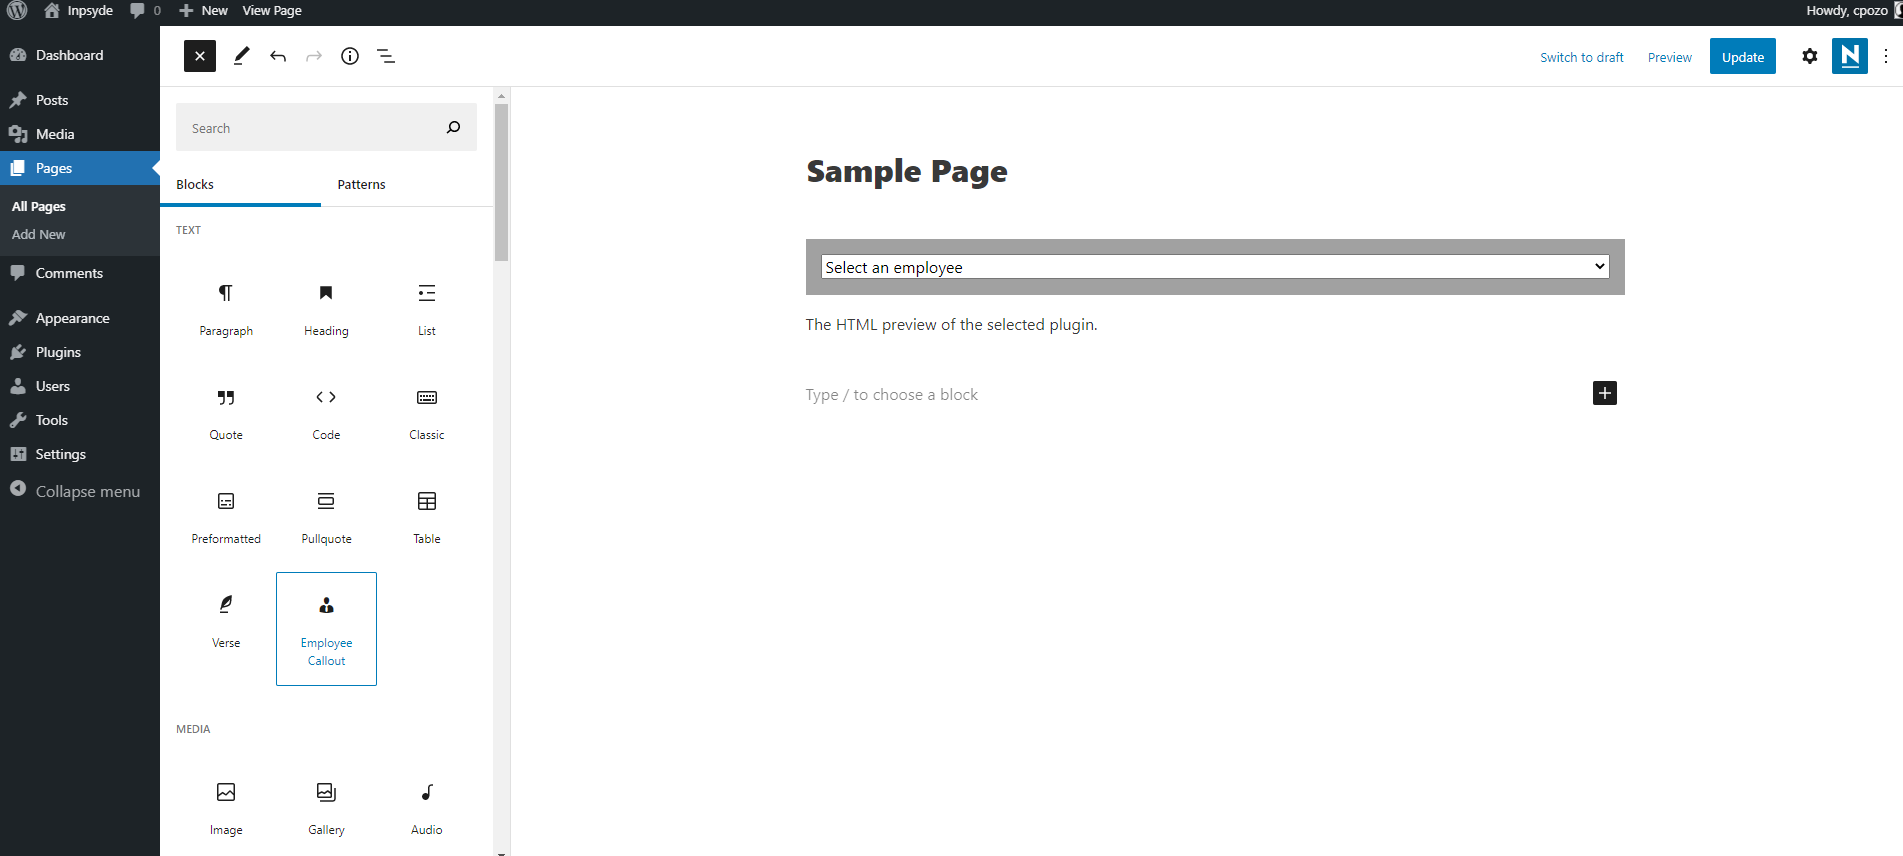 Inpsyde
0
New
View Page
Howdy, cpozo
Dashboard
Posts
Media
Pages
All Pages
Add New
Comments
Appearance
Plugins
Users
Tools
Settings
Collapse menu
Switch to draft
Preview
Update
N
Search
Blocks
Patterns
TEXT
Paragraph
Heading
List
Quote
Code
Classic
Preformatted
Pullquote
Table
Verse
Employee
Callout
MEDIA
Image
Gallery
Audio
Sample Page
Select an employee
The HTML preview of the selected plugin.
Type / to choose a block